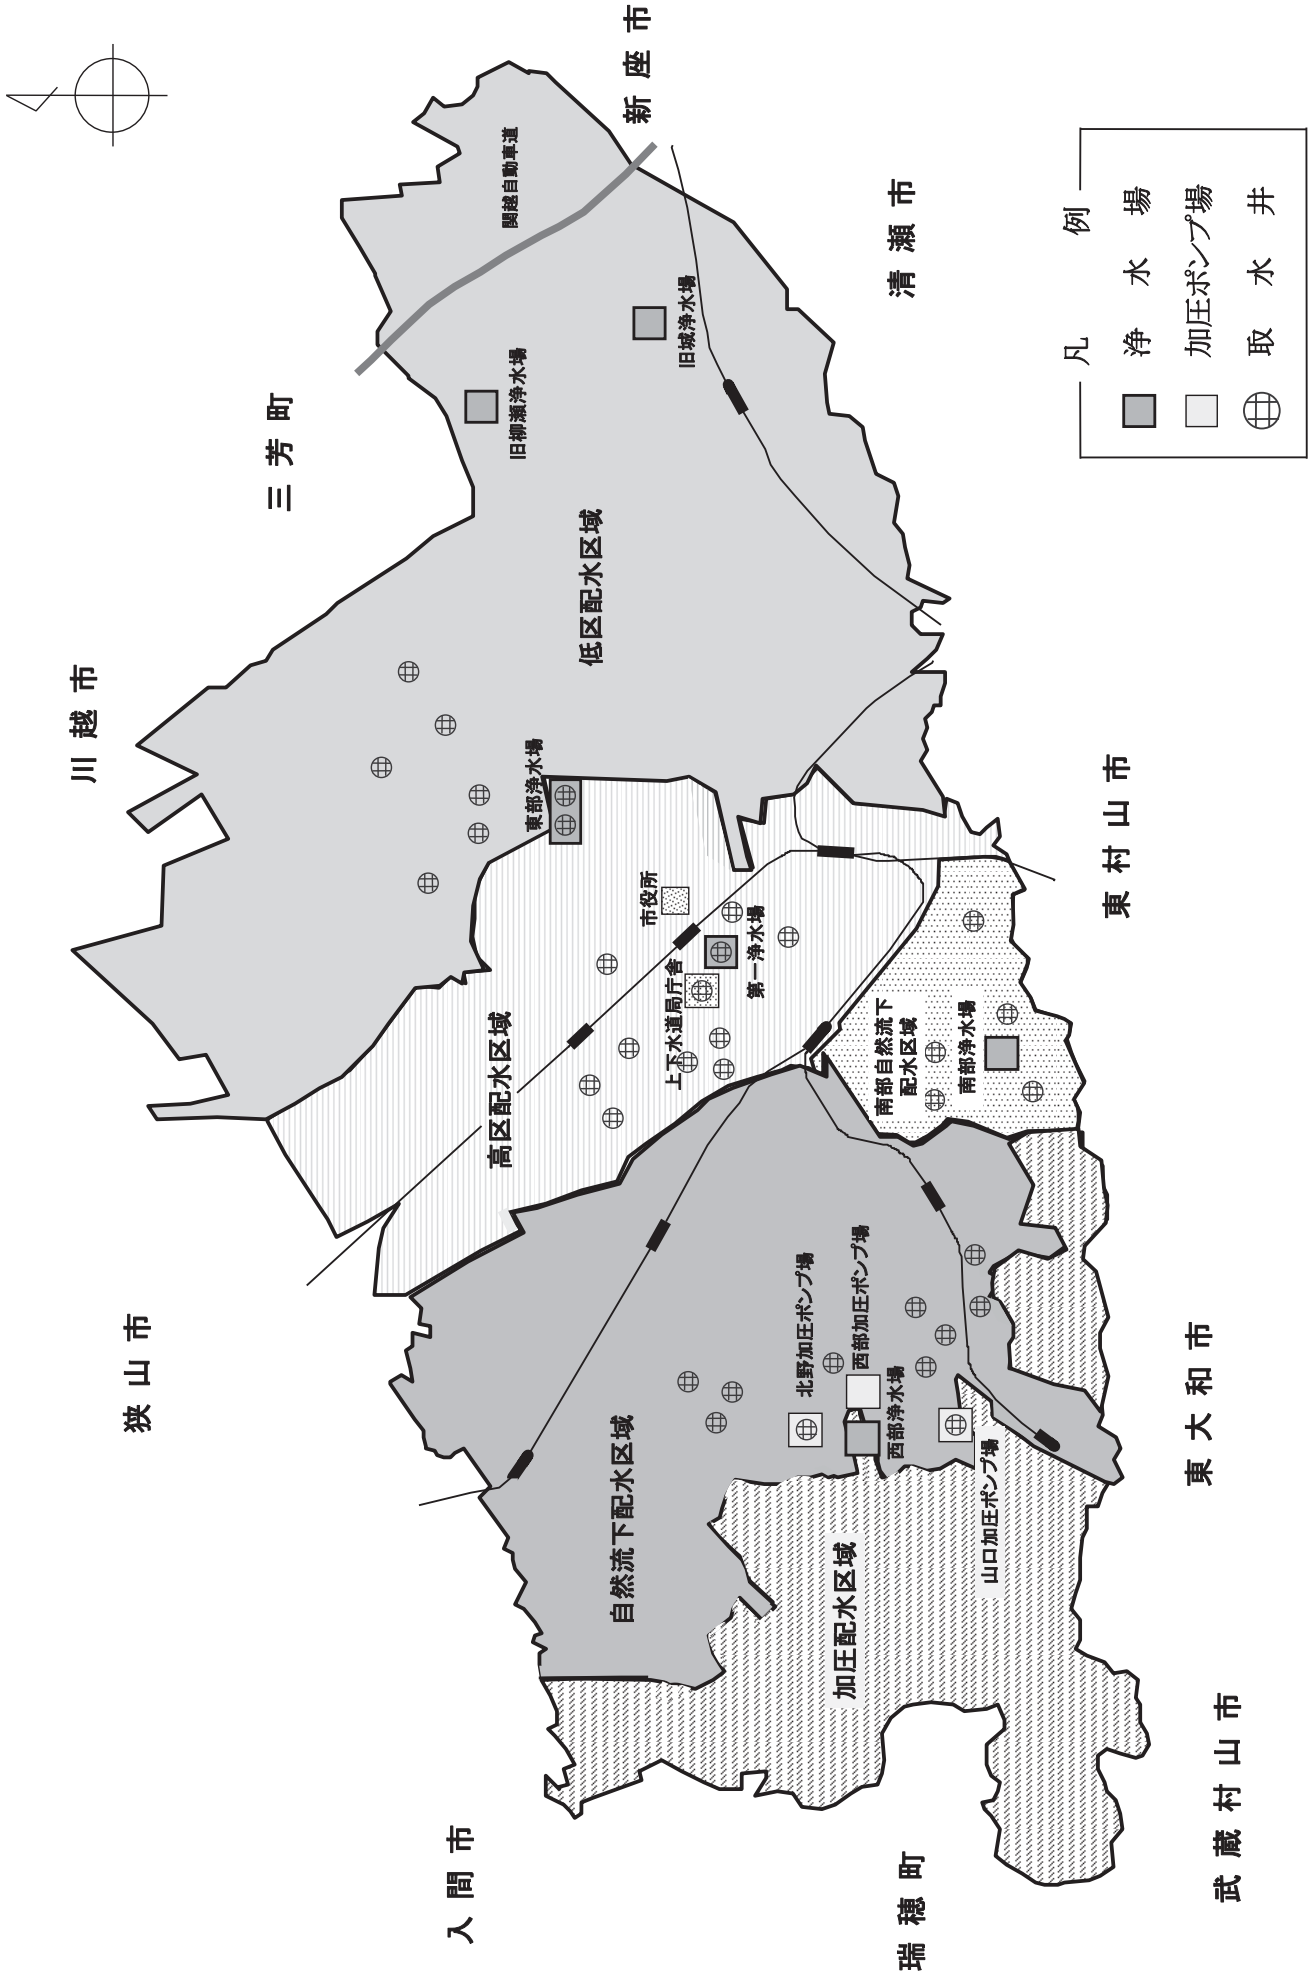 狭山市
川越市
三芳町
入間市
高区配水区域
関越自動車道
旧柳瀬浄水場
東部浄水場
低区配水区域
自然流下配水区域
新座市
市役所
上下水道局庁舎
旧城浄水場
第一浄水場
北野加圧ポンプ場
加圧配水区域
西部加圧ポンプ場
西部浄水場
南部自然流下
配水区域
清瀬市
瑞穂町
南部浄水場
山口加圧ポンプ場
東村山市
東大和市
武蔵村山市
凡例
浄水場
加圧ポンプ場
取水井